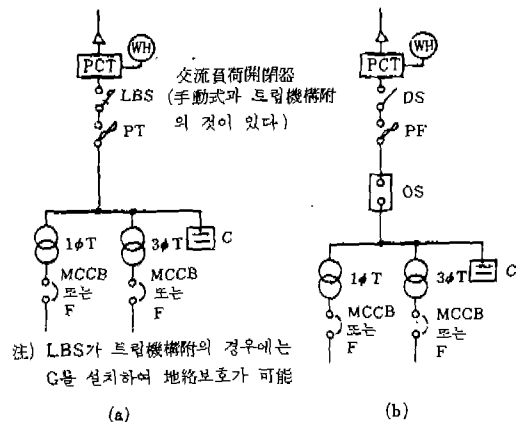 WH
PCT
LBS
交流負荷開閉器
(手動式과 트립機構附
의 것이 있다)
PT
1ϕT
3ϕT
C
MCCB
또는
F
MCCB
또는
F
注) LBS가 트립機構附의 경우에는
G를 설치하여 地絡보호가 可能
(a)
WH
PCT
DS
PF
OS
1ϕT
3ϕT
C
MCCB
또는
F
MCCB
또는
F
(b)